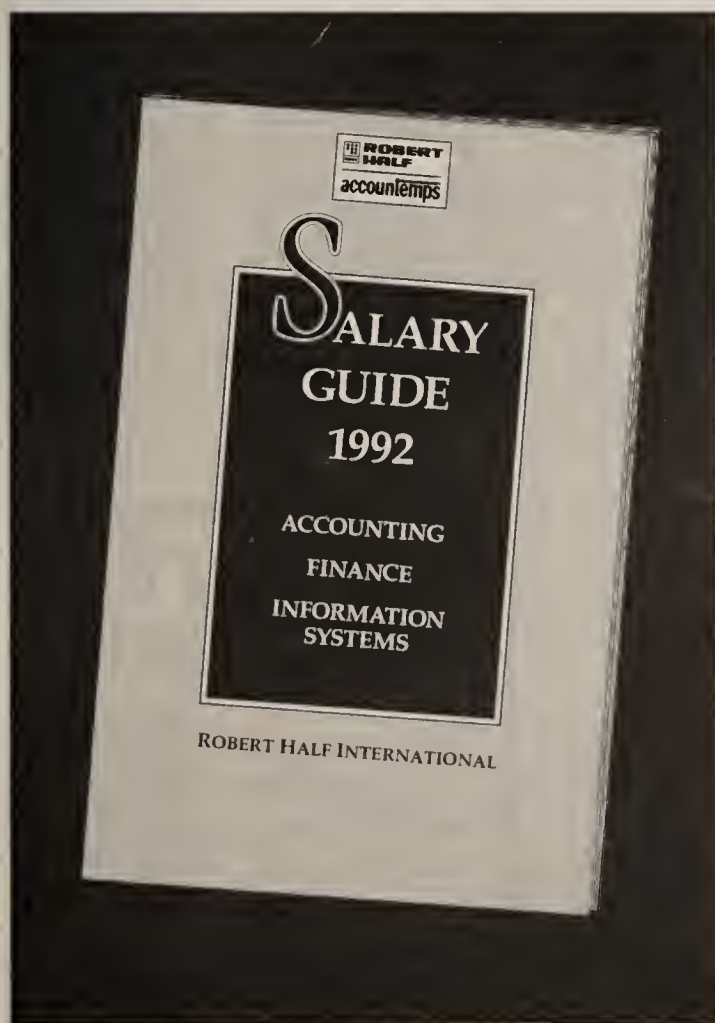 ROBERT
HALF
accountemps
SALARY
GUIDE
1992
ACCOUNTING
FINANCE
INFORMATION
SYSTEMS
ROBERT HALF INTERNATIONAL